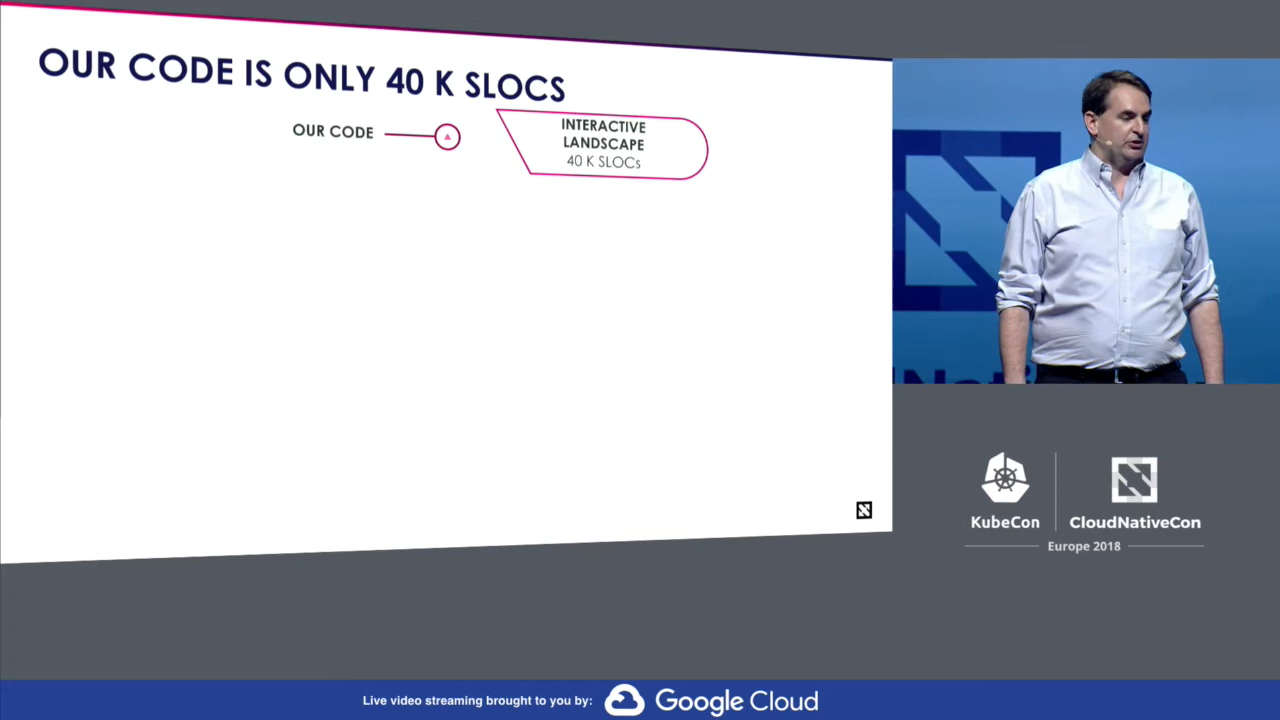 OUR CODE IS ONLY 40 K SLOCS
OUR CODE
INTERACTIVE
LANDSCAPE
40 K SLOCs
KubeCon
CloudNativeCon
Europe 2018
Live video streaming brought to you by:
Google Cloud